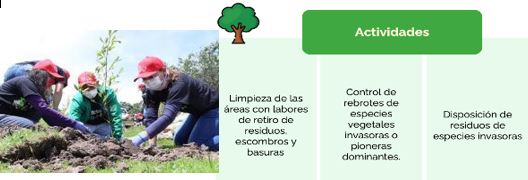 Actividades
Limpieza de las
áreas con labores
de retiro de
residuos,
escombros y
basuras
Control de
rebrotes de
especies
vegetales
invasoras o
pioneras
dominantes.
Disposición de
residuos de
especies invasoras